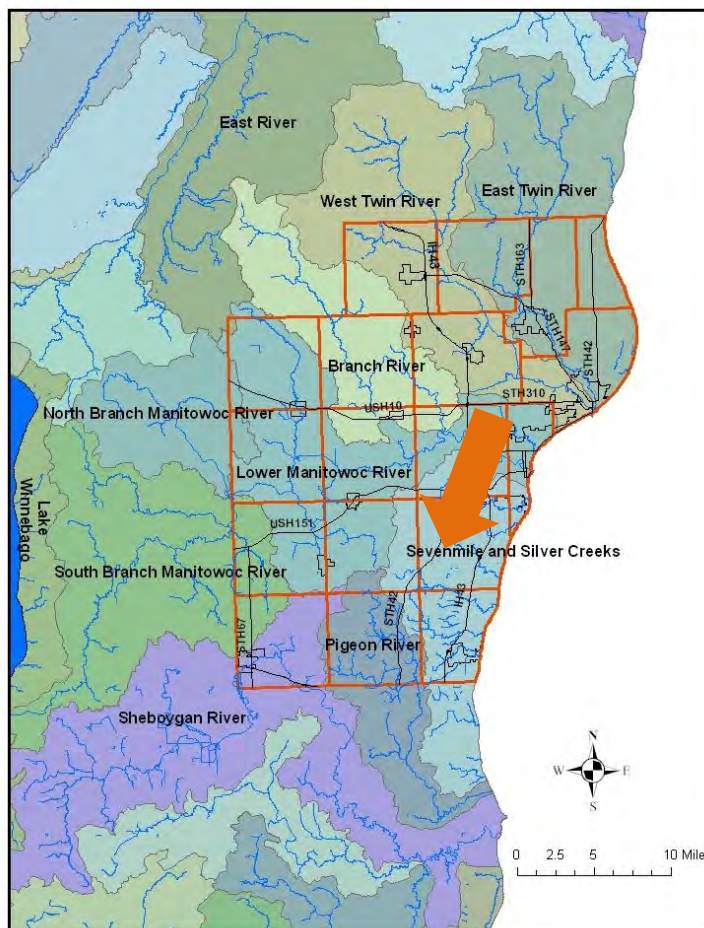 East River
West Twin River
East Twin River
IH43
STH163
STH147
STH42
Branch River
STH310
North Branch Manitowoc River
USH10
Lower Manitowoc River
Lake
Winnebago
USH151
Sevenmile and Silver Creeks
South Branch Manitowoc River
STH42
IH43
STH67
Pigeon River
Sheboygan River
N
W
E
S
0 2.5 5 10 Mile